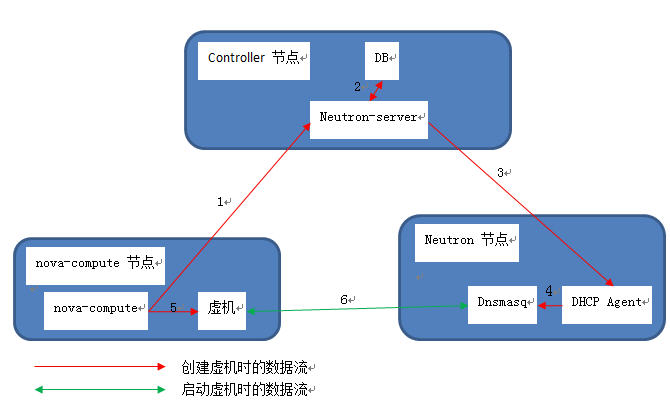 Controller 节点
DB
2
Neutron-server
1
3
nova-compute 节点
Neutron 节点
nova-compute
5
虚机
6
Dnsmasq
4
DHCP Agent
创建虚机时的数据流
启动虚机时的数据流